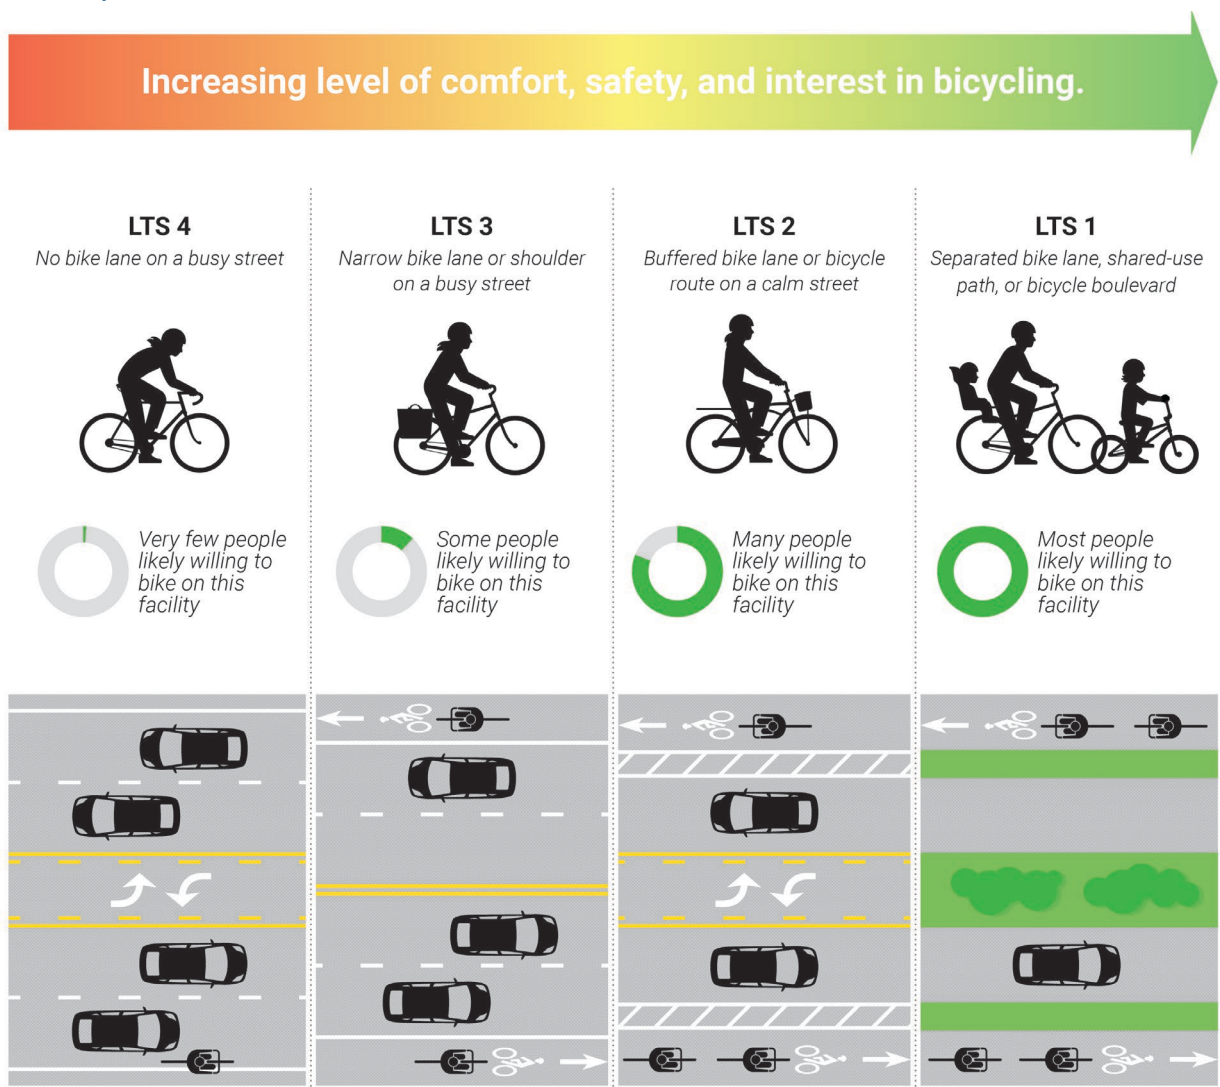 Increasing level of comfort, safety, and interest in bicycling.
LTS 4
No bike lane on a busy street
Very few people
likely willing to
bike on this
facility
LTS 3
Narrow bike lane or shoulder
on a busy street
Some people
likely willing to
bike on this
facility
LTS 2
Buffered bike lane or bicycle
route on a calm street
Many people
likely willing to
bike on this
facility
LTS 1
Separated bike lane, shared-use
path, or bicycle boulevard
Most people
likely willing to
bike on this
facility